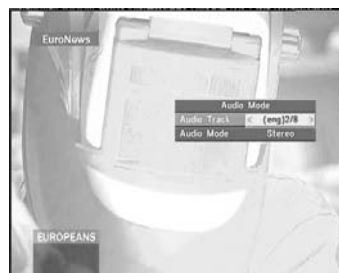 EuroNews
Audio Mode
Audio Track < (eng)2/8 >
Audio Mode Stereo
EUROPEANS